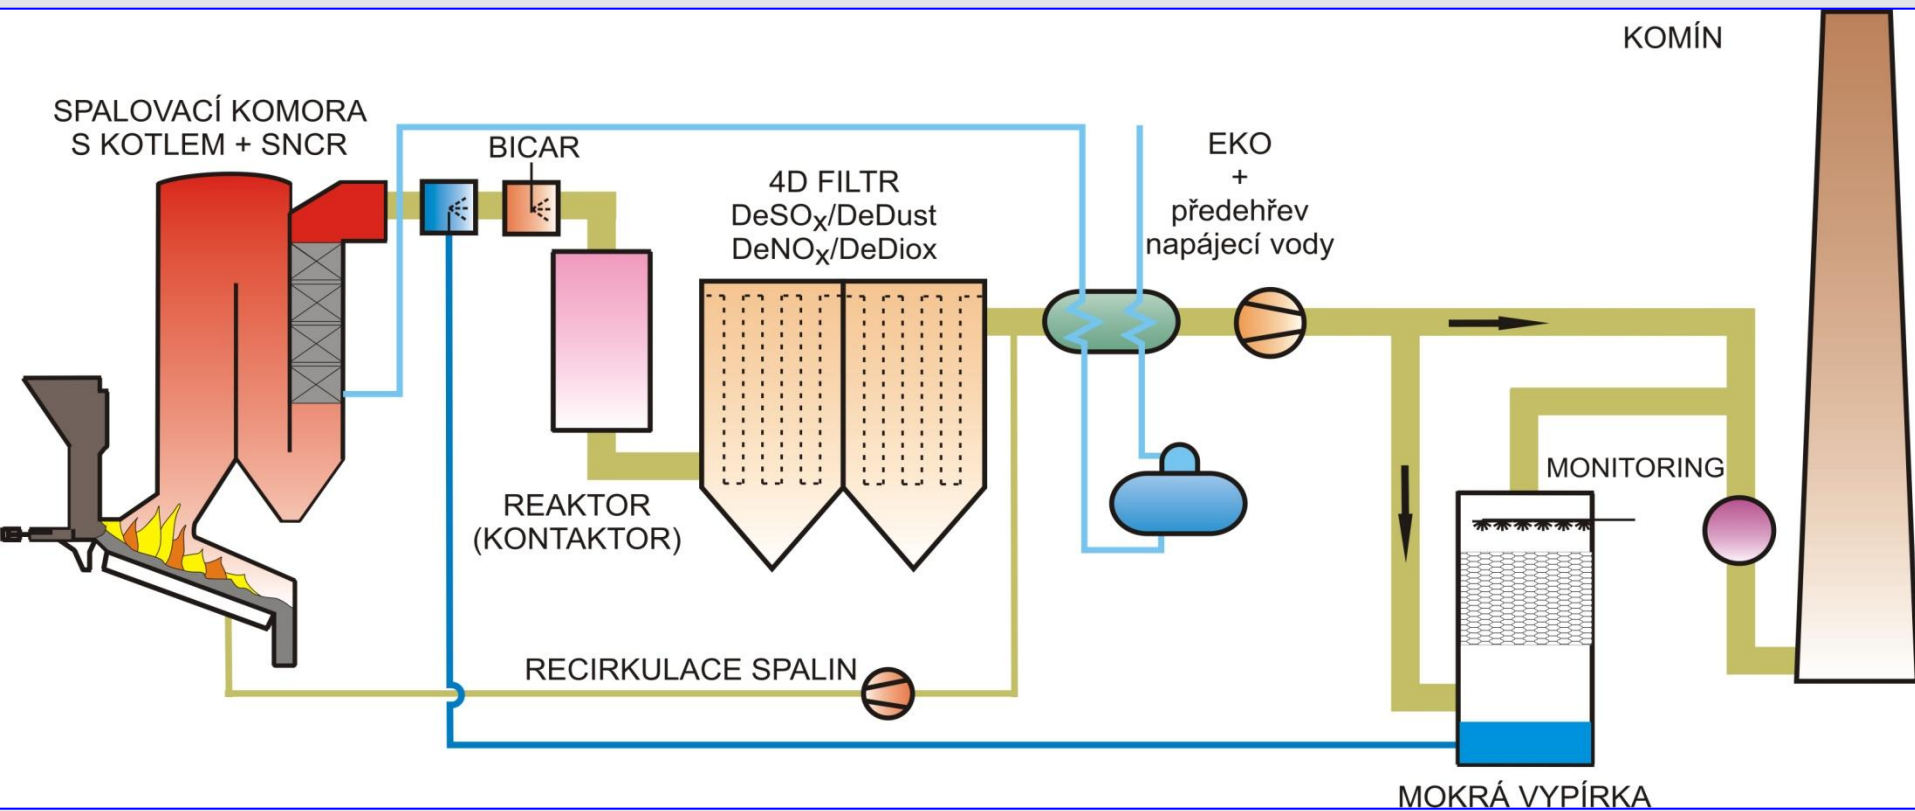 KOMÍN
SPALOVACÍ KOMORA
S KOTLEM + SNCR
BICAR
4D FILTR
DeSOx/DeDust
DeNOx/DeDiox
EKO
+
předehřev
napájecí vody
REAKTOR
(KONTAKTOR)
MONITORING
RECIRKULACE SPALIN
MOKRÁ VYPÍRKA